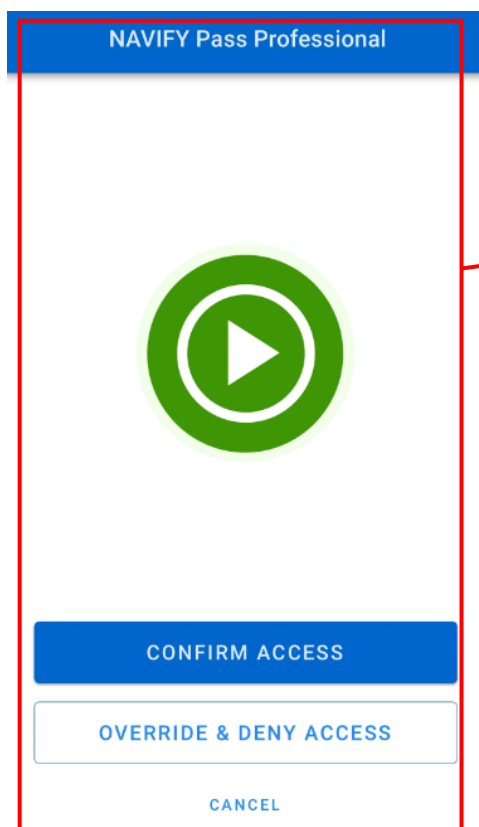 NAVIFY Pass Professional
CONFIRM ACCESS
OVERRIDE & DENY ACCESS
CANCEL